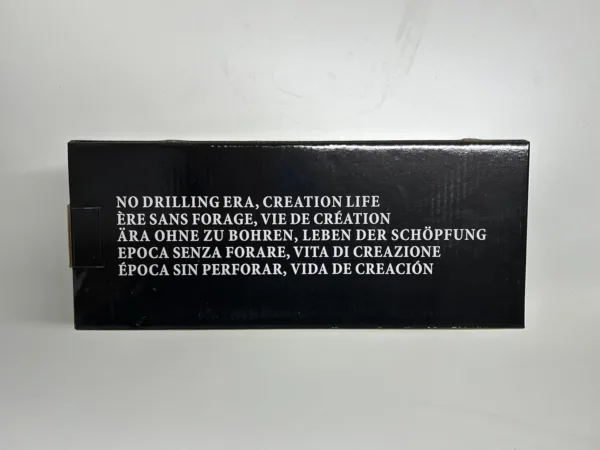 NO DRILLING ERA, CREATION LIFE
ÈRE SANS FORAGE, VIE DE CRÉATION
ÄRA OHNE ZU BOHREN, LEBEN DER SCHÖPFUNG
EPOCA SENZA FORARE, VITA DI CREAZIONE
ÉPOCA SIN PERFORAR, VIDA DE CREACIÓN